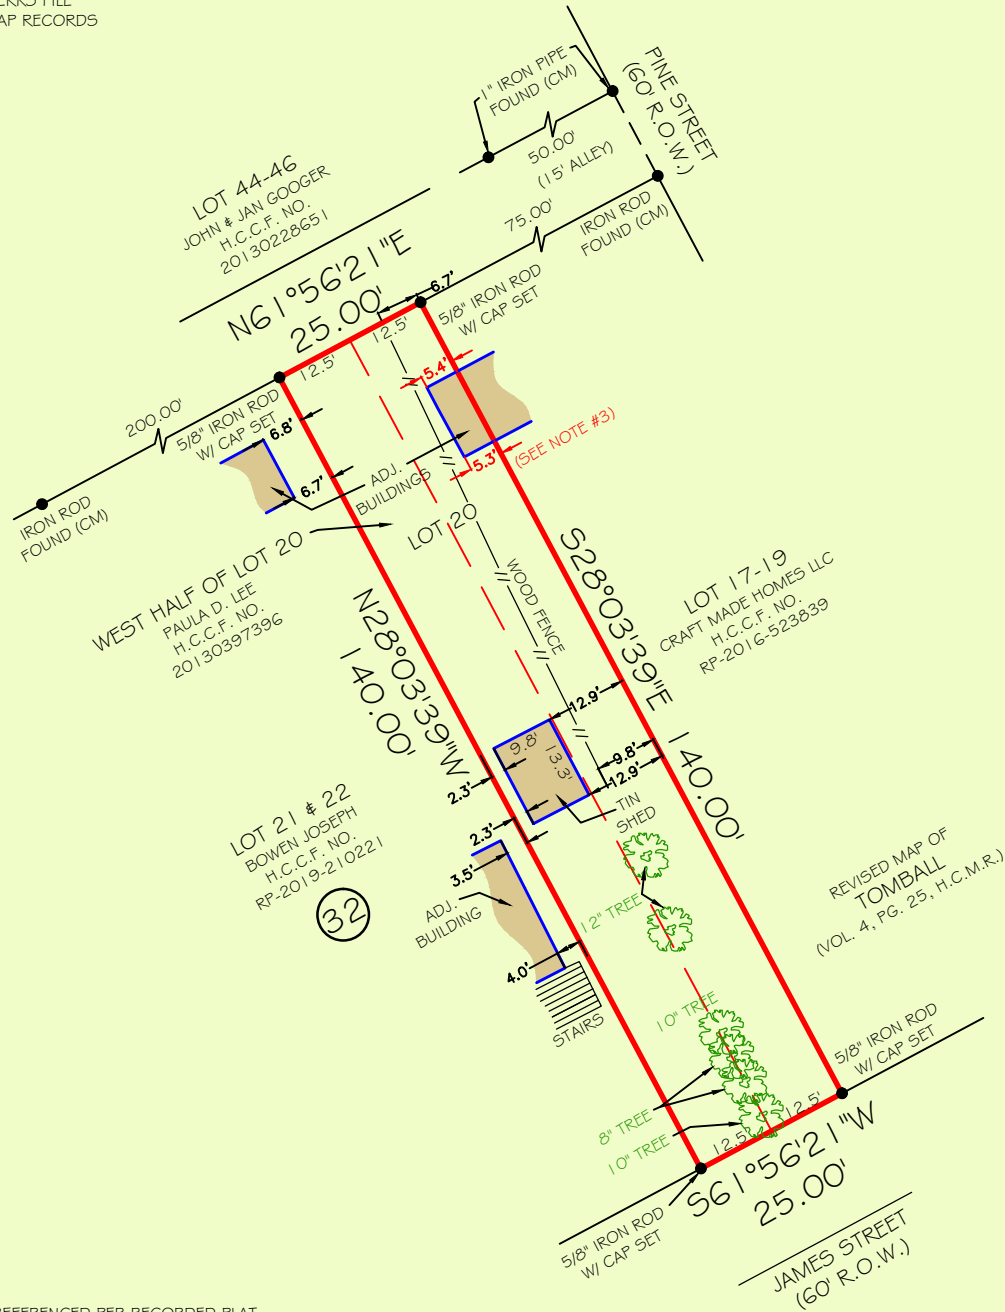 AP RECORDS
1" IRON PIPE
FOUND (CM)
PINE STREET
(60' R.O.W.)
50.00'
(15' ALLEY)
LOT 44-46
JOHN & JAN GOOGER
H.C.C.F. NO.
20130228651
75.00'
IRON ROD
FOUND (CM)
N61°56'21"E
25.00'
6.7'
5/8" IRON ROD
W/ CAP SET
12.5'
12.5'
200.00'
5/8" IRON ROD
W/ CAP SET
6.8'
5.4'
5.3'
(SEE NOTE #3)
6.7'
ADJ.
BUILDINGS
IRON ROD
FOUND (CM)
LOT 20
WEST HALF OF LOT 20
PAULA D. LEE
H.C.C.F. NO.
20130397396
WOOD FENCE
S28°03'39"E
140.00'
LOT 17-19
CRAFT MADE HOMES LLC
H.C.C.F. NO.
RP-2016-523839
N28°03'39"W
140.00'
12.9'
9.8'
13.3'
9.8'
12.9'
2.3'
TIN
SHED
2.3'
3.5'
LOT 21 & 22
BOWEN JOSEPH
H.C.C.F. NO.
RP-2019-210221
32
ADJ.
BUILDING
12" TREE
REVISED MAP OF
TOMBALL
(VOL. 4, PG. 25, H.C.M.R.)
4.0'
STAIRS
10" TREE
5/8" IRON ROD
W/ CAP SET
8" TREE
10" TREE
12.5'
12.5'
S61°56'21"W
25.00'
5/8" IRON ROD
W/ CAP SET
JAMES STREET
(60' R.O.W.)